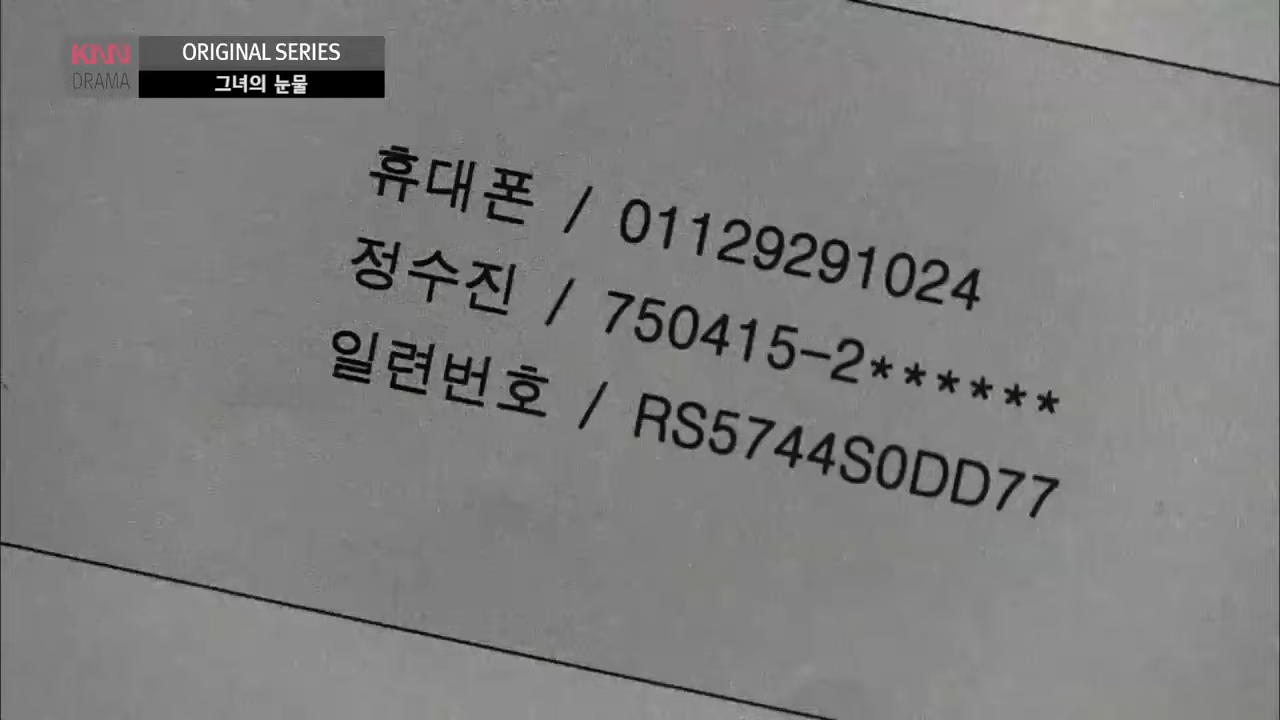 KNN DRAMA
ORIGINAL SERIES
그녀의 눈물
휴대폰 / 01129291024
정수진 / 750415-2******
일련번호 / RS5744S0DD77